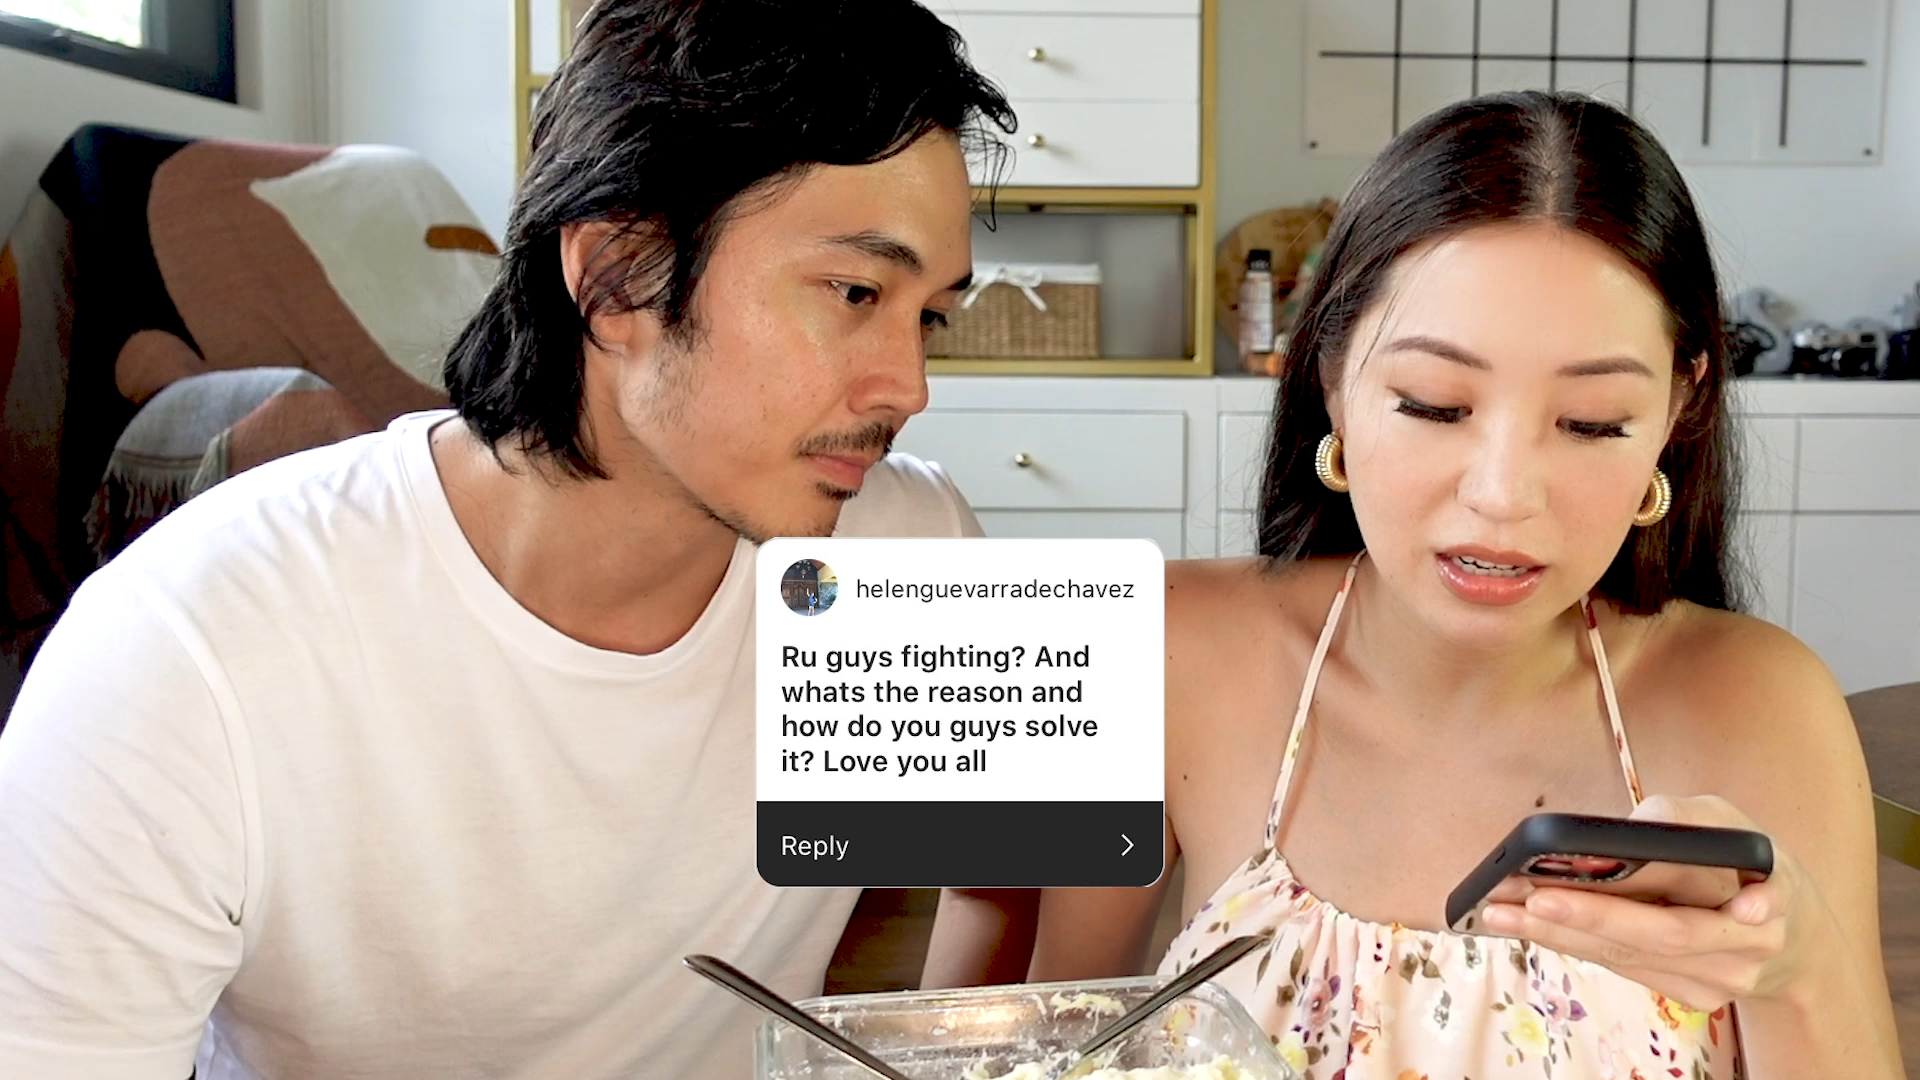 helenguevarradechavez
Ru guys fighting? And
whats the reason and
how do you guys solve
it? Love you all
Reply